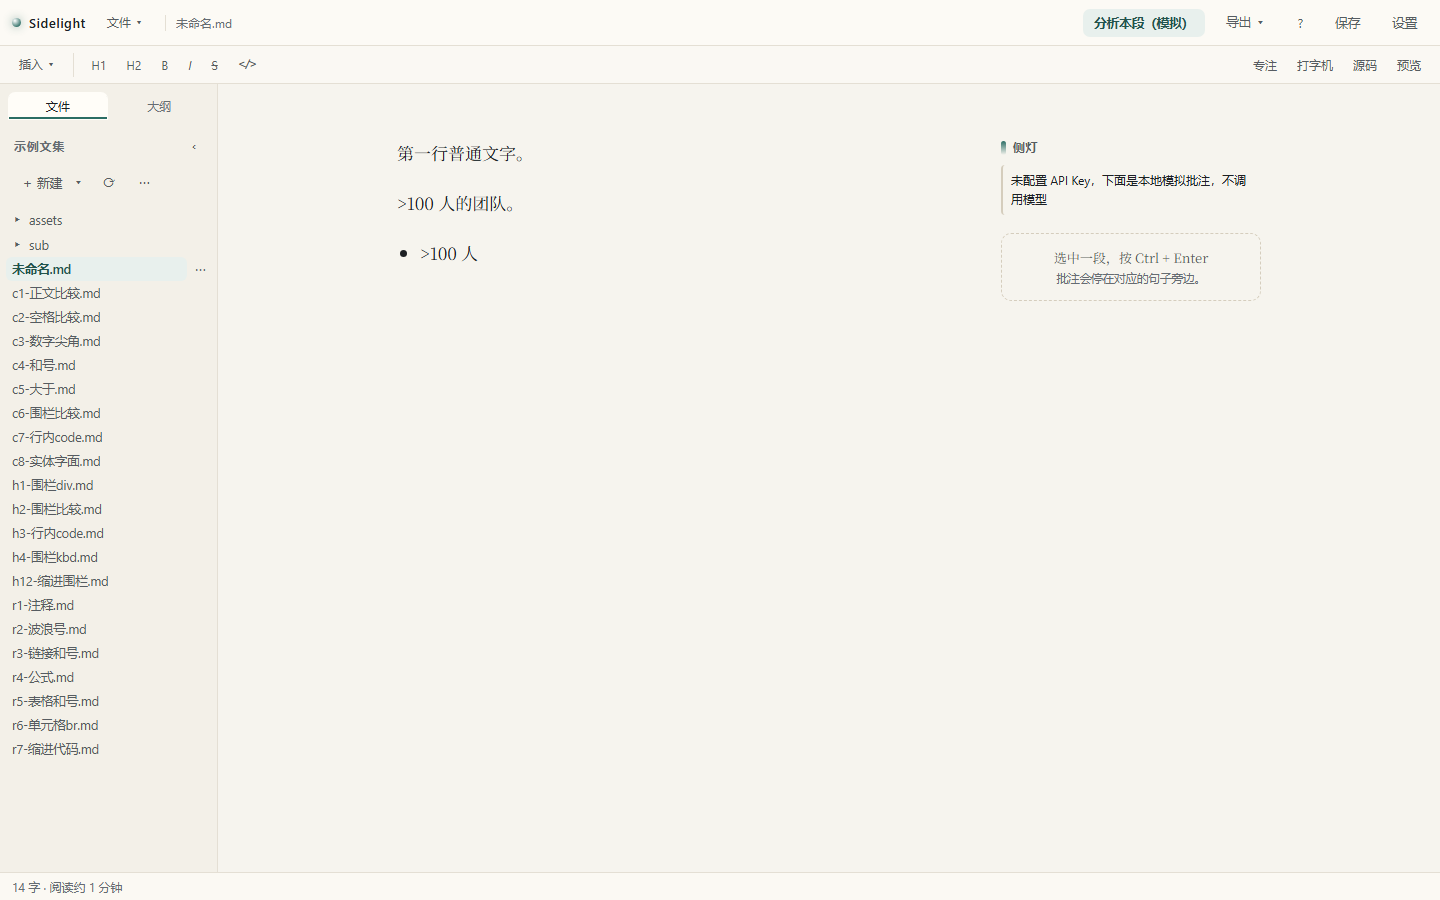 Sidelight 文件 未命名.md 分析本段（模拟） 导出 ? 保存 设置
插入 H1 H2 B I S </> 专注 打字机 源码 预览
文件 大纲
示例文集 ‹
+ 新建 ···
assets
sub
未命名.md ···
c1-正文比较.md
c2-空格比较.md
c3-数字尖角.md
c4-和号.md
c5-大于.md
c6-围栏比较.md
c7-行内code.md
c8-实体字面.md
h1-围栏div.md
h2-围栏比较.md
h3-行内code.md
h4-围栏kbd.md
h12-缩进围栏.md
r1-注释.md
r2-波浪号.md
r3-链接和号.md
r4-公式.md
r5-表格和号.md
r6-单元格br.md
r7-缩进代码.md
第一行普通文字。
>100 人的团队。
• >100 人
侧灯
未配置 API Key，下面是本地模拟批注，不调
用模型
选中一段，按 Ctrl + Enter
批注会停在对应的句子旁边。
14 字 · 阅读约 1 分钟